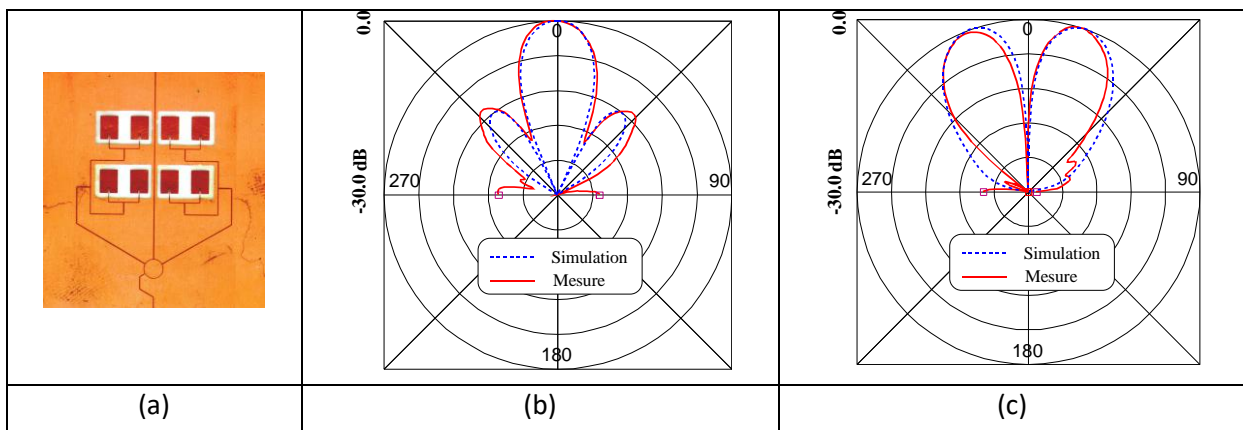 0.0
0
-30.0 dB
270
90
Simulation
Mesure
180
0.0
0
-30.0 dB
270
90
Simulation
Mesure
180
(a)
(b)
(c)